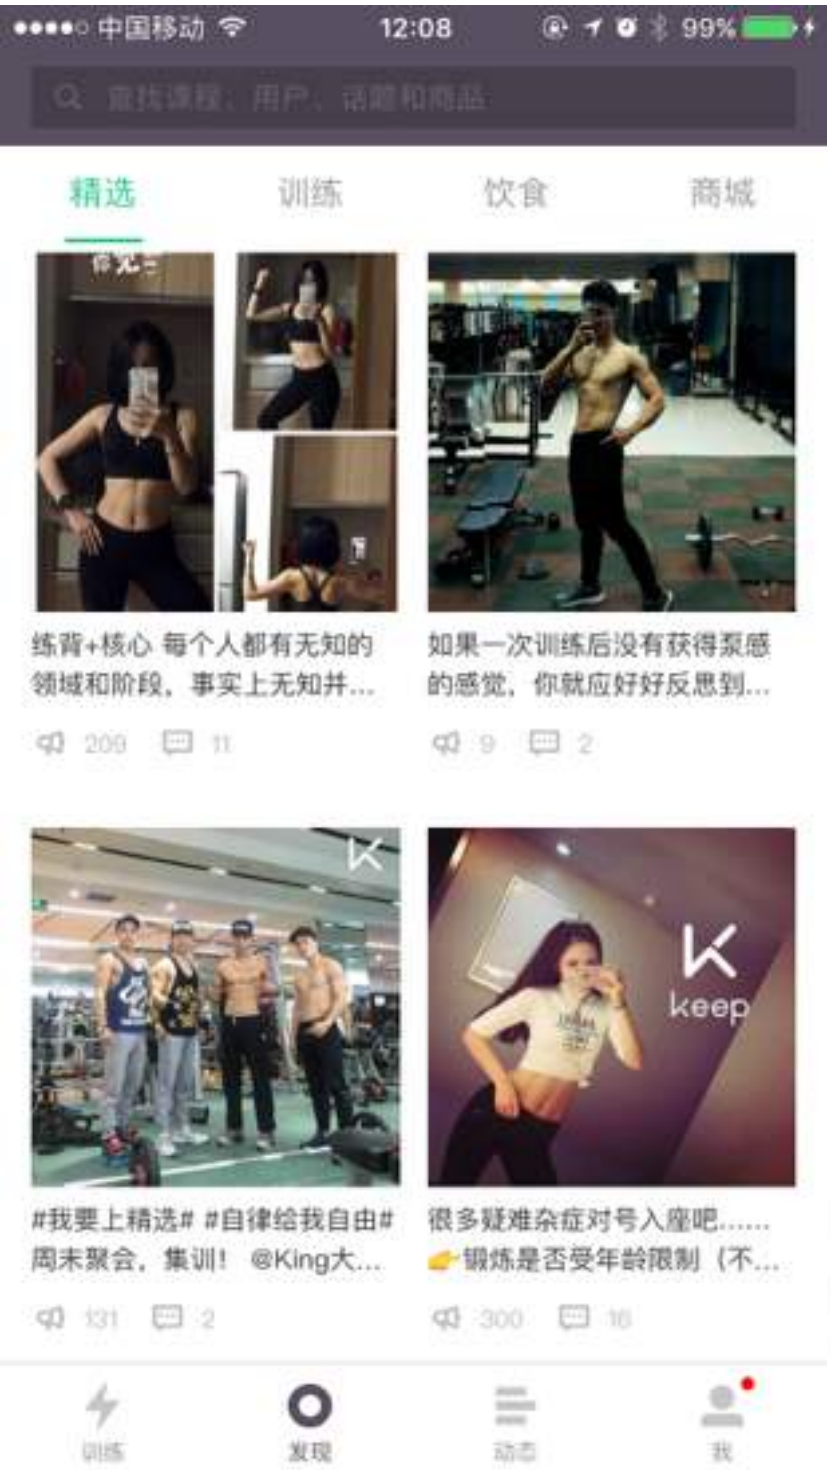 中国移动 12:08 99%
查找课程、用户、话题和商品
精选 训练 饮食 商城
练背+核心 每个人都有无知的
领域和阶段，事实上无知并...
209 11
如果一次训练后没有获得泵感
的感觉，你就应好好反思到...
9 2
K
K
keep
#我要上精选# #自律给我自由#
周末聚会，集训！ @King大...
131 2
很多疑难杂症对号入座吧......
👉锻炼是否受年龄限制（不...
300 16
训练 发现 动态 我